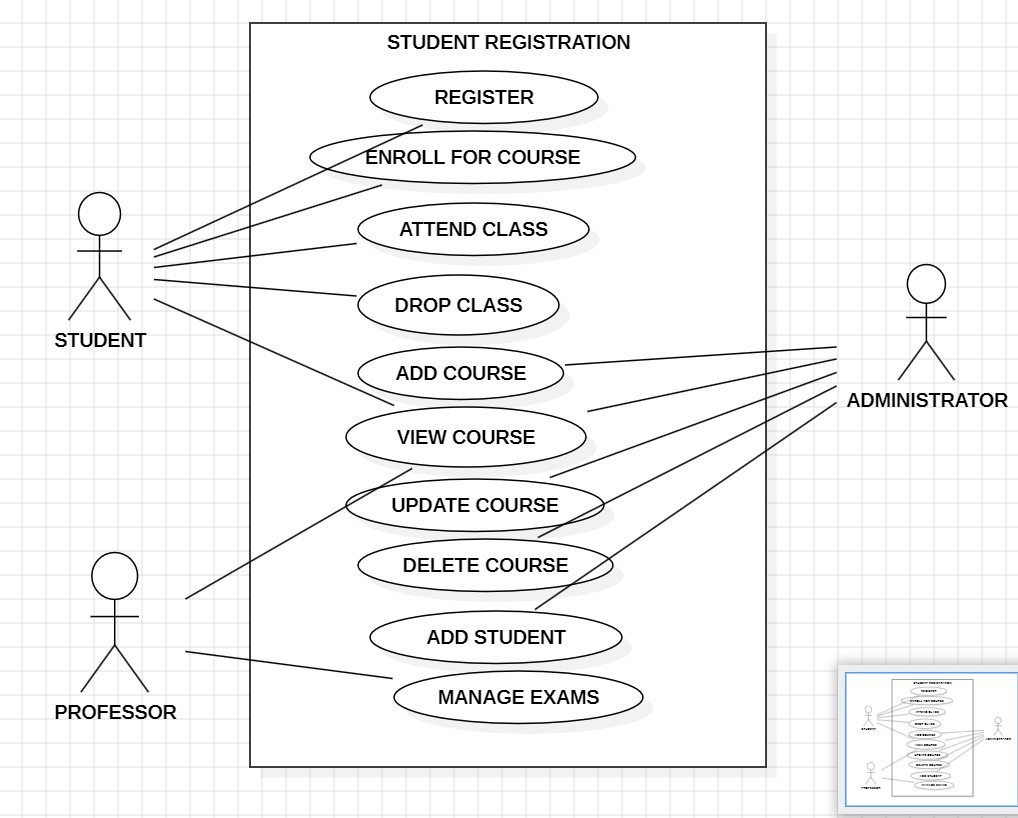 STUDENT REGISTRATION
REGISTER
ENROLL FOR COURSE
ATTEND CLASS
DROP CLASS
STUDENT
ADD COURSE
ADMINISTRATOR
VIEW COURSE
UPDATE COURSE
DELETE COURSE
ADD STUDENT
MANAGE EXAMS
PROFESSOR